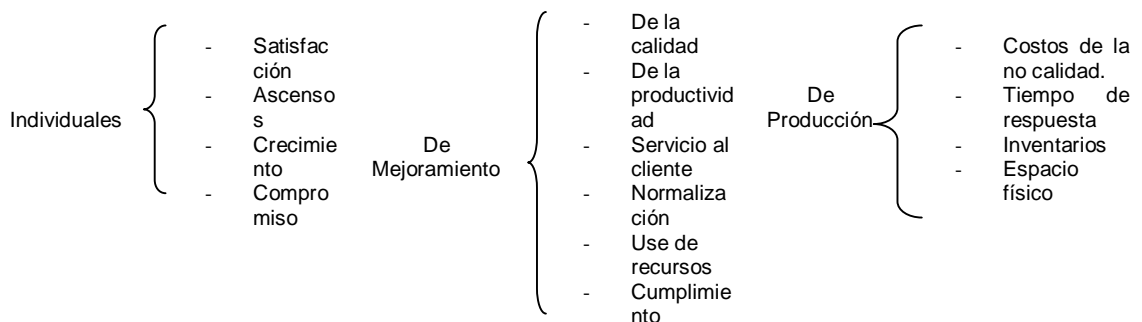 Individuales
- Satisfac
ción
- Ascenso
s
- Crecimie
nto
- Compro
miso
De
Mejoramiento
- De la
calidad
- De la
productivid
ad
- Servicio al
cliente
- Normaliza
ción
- Use de
recursos
- Cumplimie
nto
De
Producción
- Costos de la
no calidad.
- Tiempo de
respuesta
- Inventarios
- Espacio
físico